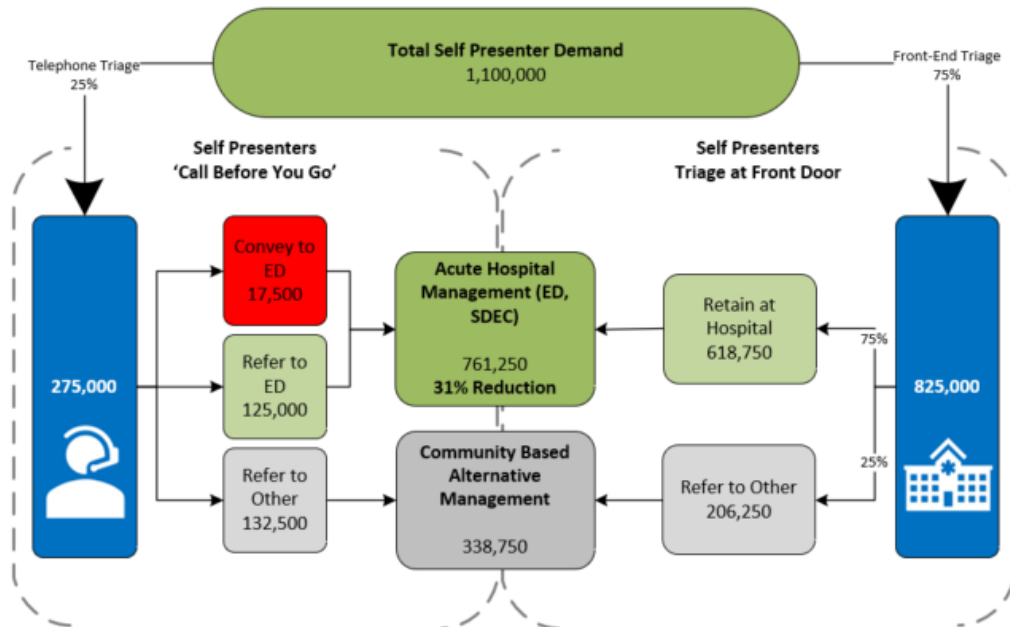 Total Self Presenter Demand
1,100,000
Telephone Triage
25%
Front-End Triage
75%
Self Presenters
‘Call Before You Go’
Self Presenters
Triage at Front Door
275,000
Convey to
ED
17,500
Refer to
ED
125,000
Refer to
Other
132,500
Acute Hospital
Management (ED,
SDEC)
761,250
31% Reduction
Community Based
Alternative
Management
338,750
Retain at
Hospital
618,750
Refer to Other
206,250
75%
25%
825,000